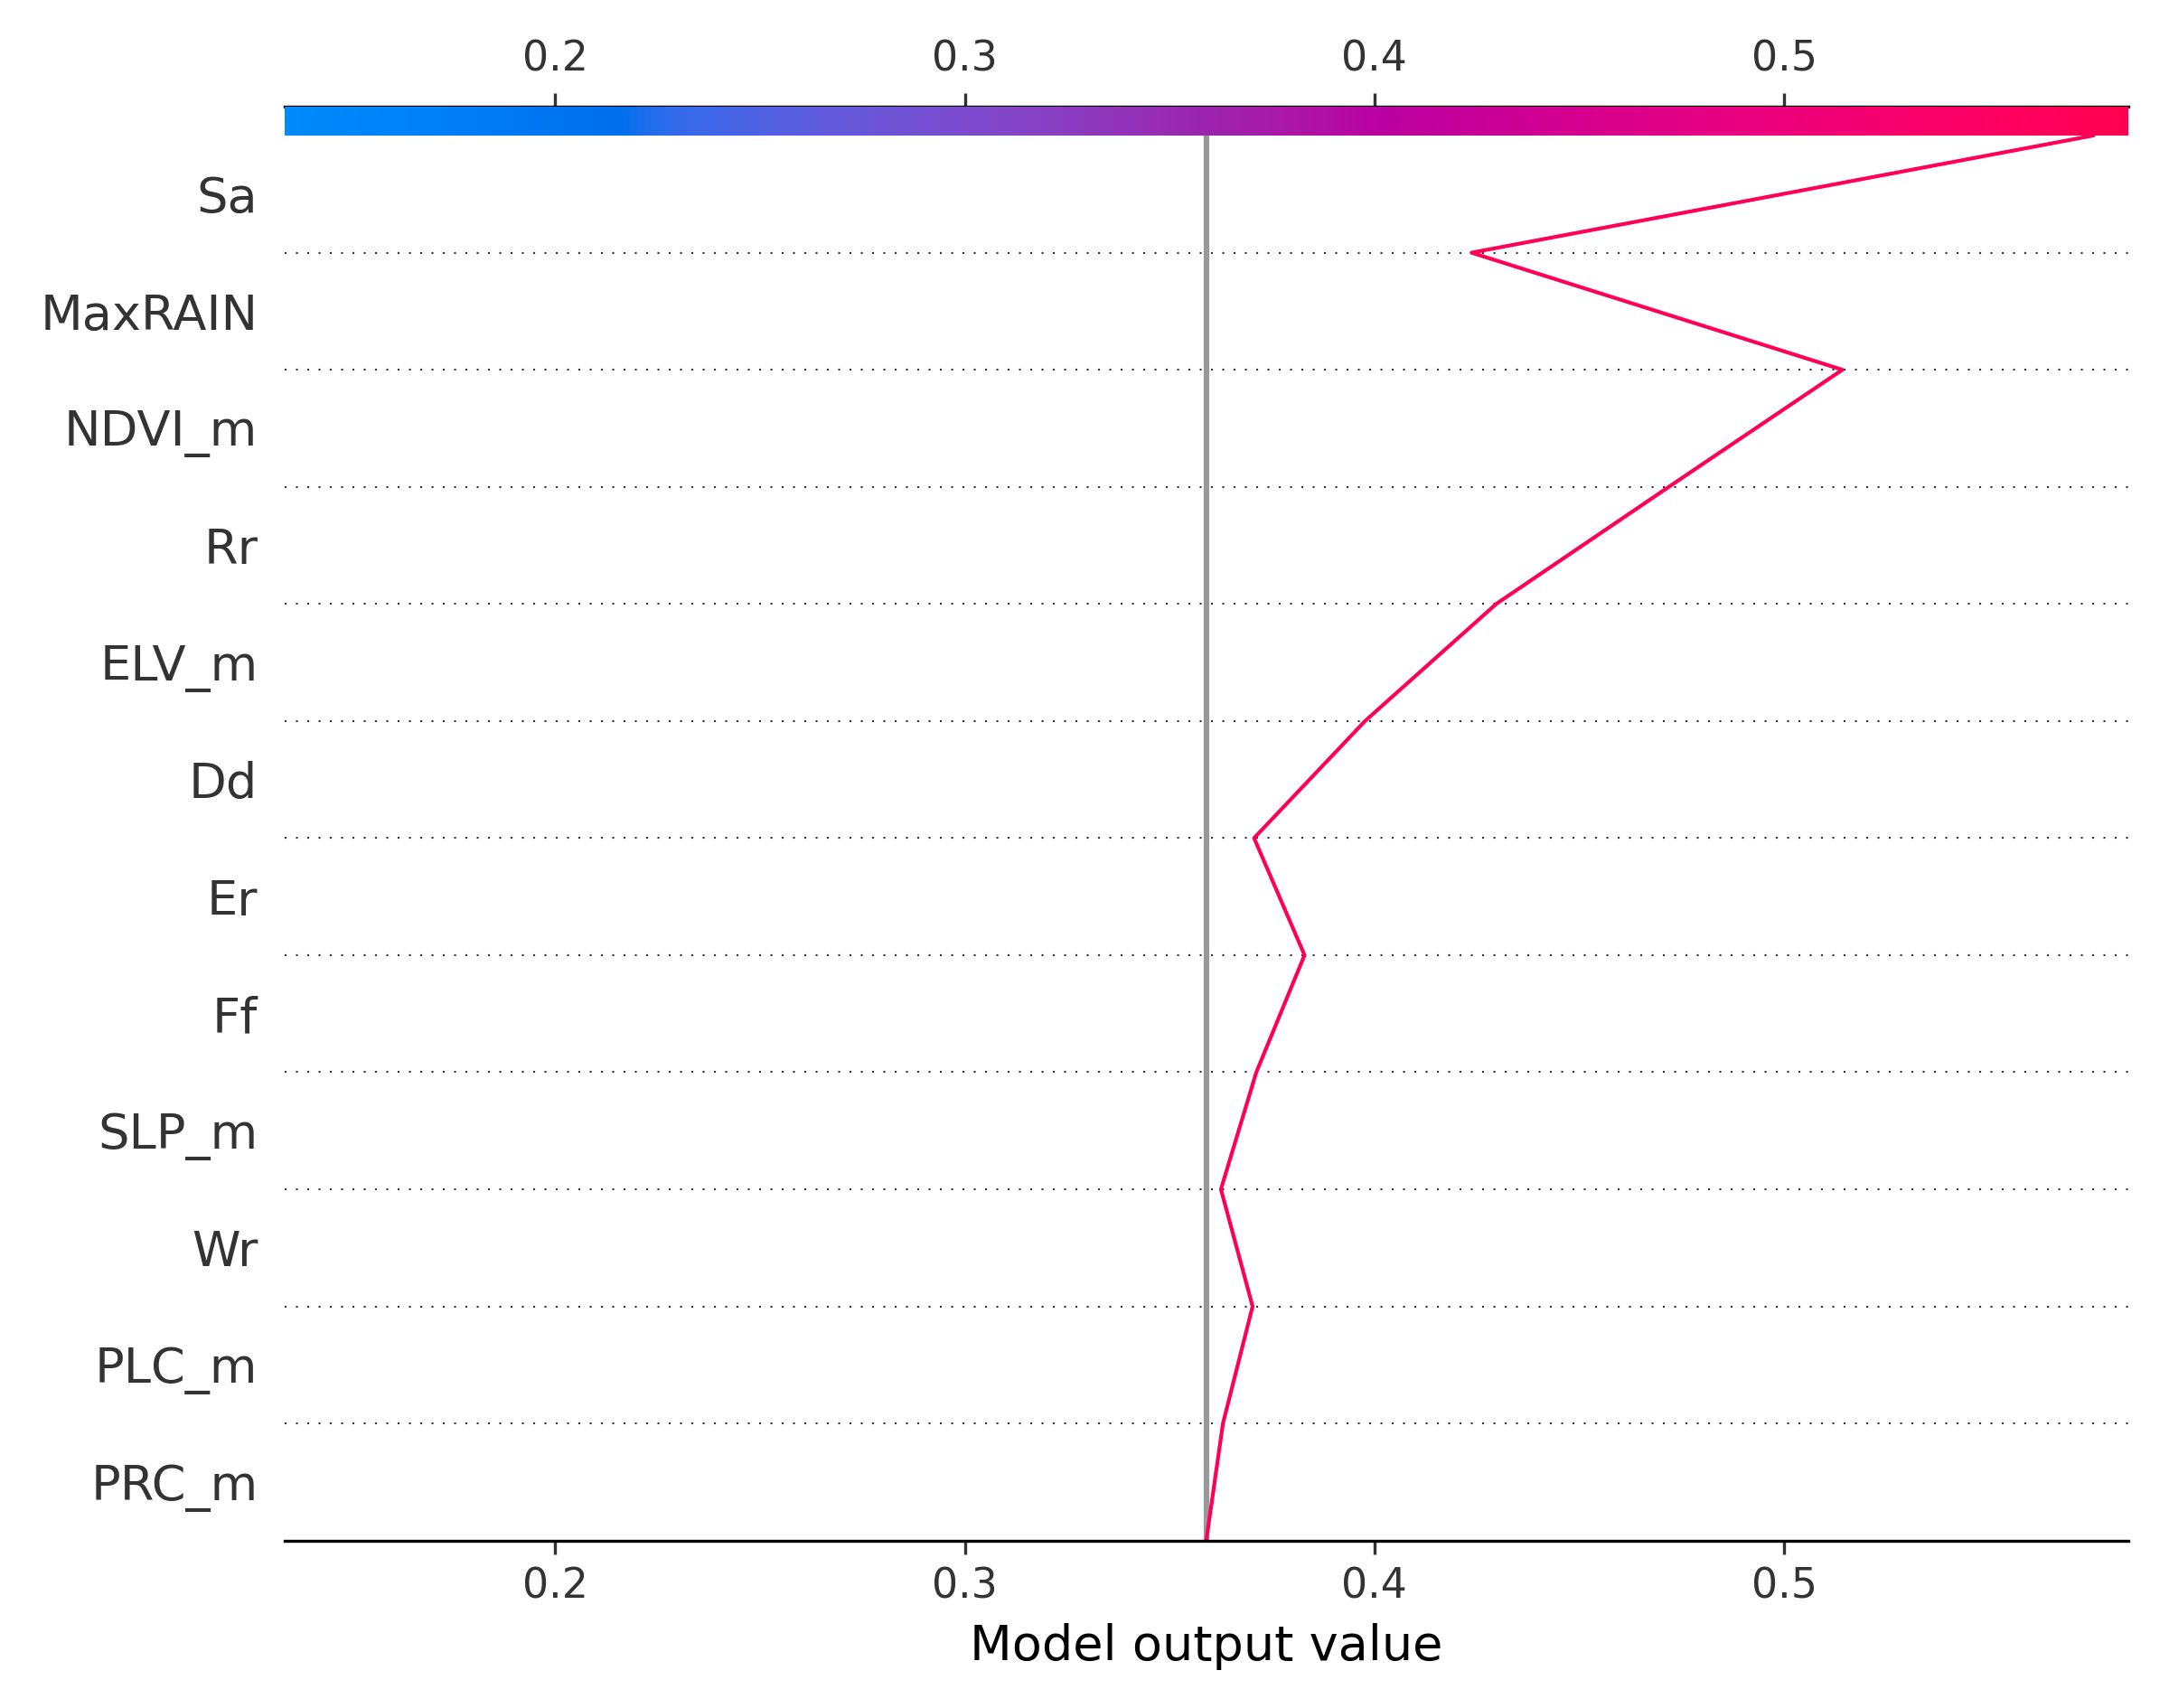 0.2 0.3 0.4 0.5
Sa
MaxRAIN
NDVI_m
Rr
ELV_m
Dd
Er
Ff
SLP_m
Wr
PLC_m
PRC_m
0.2 0.3 0.4 0.5
Model output value